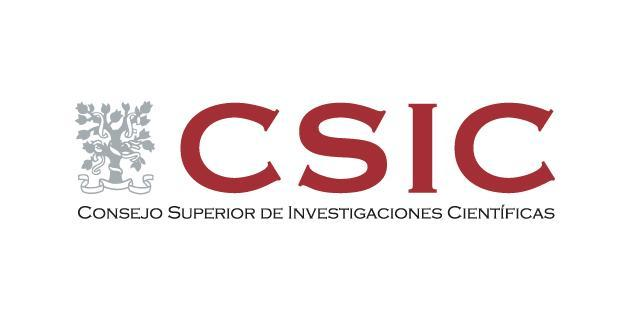 CSIC
CONSEJO SUPERIOR DE INVESTIGACIONES CIENTÍFICAS